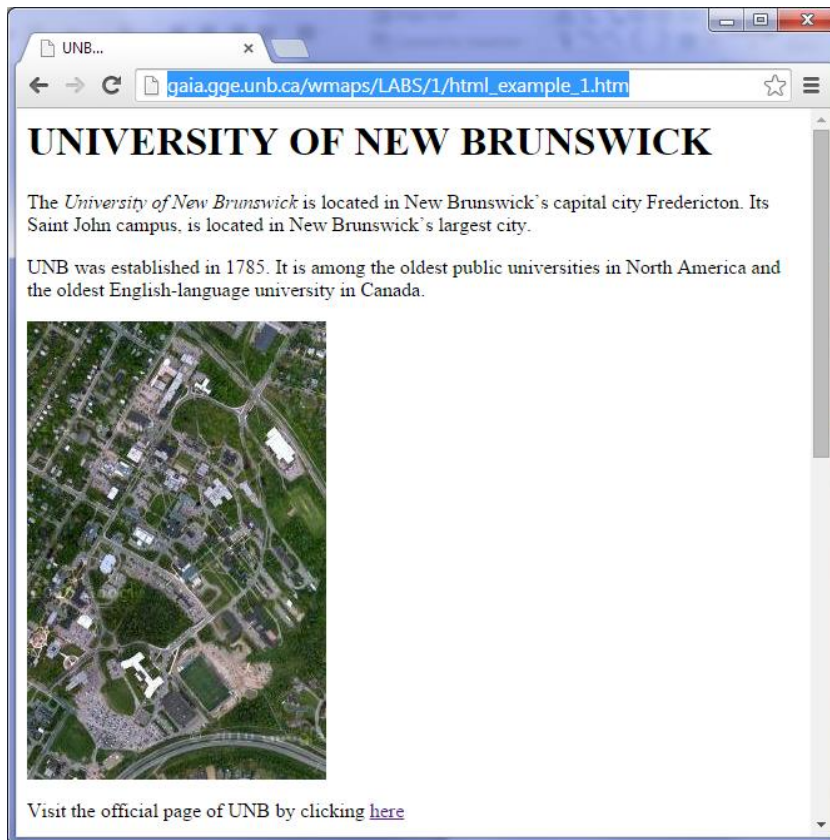 UNB...
gaia.gge.unb.ca/wmaps/LABS/1/html_example_1.htm
UNIVERSITY OF NEW BRUNSWICK
The University of New Brunswick is located in New Brunswick`s capital city Fredericton. Its
Saint John campus, is located in New Brunswick`s largest city.
UNB was established in 1785. It is among the oldest public universities in North America and
the oldest English-language university in Canada.
Visit the official page of UNB by clicking here